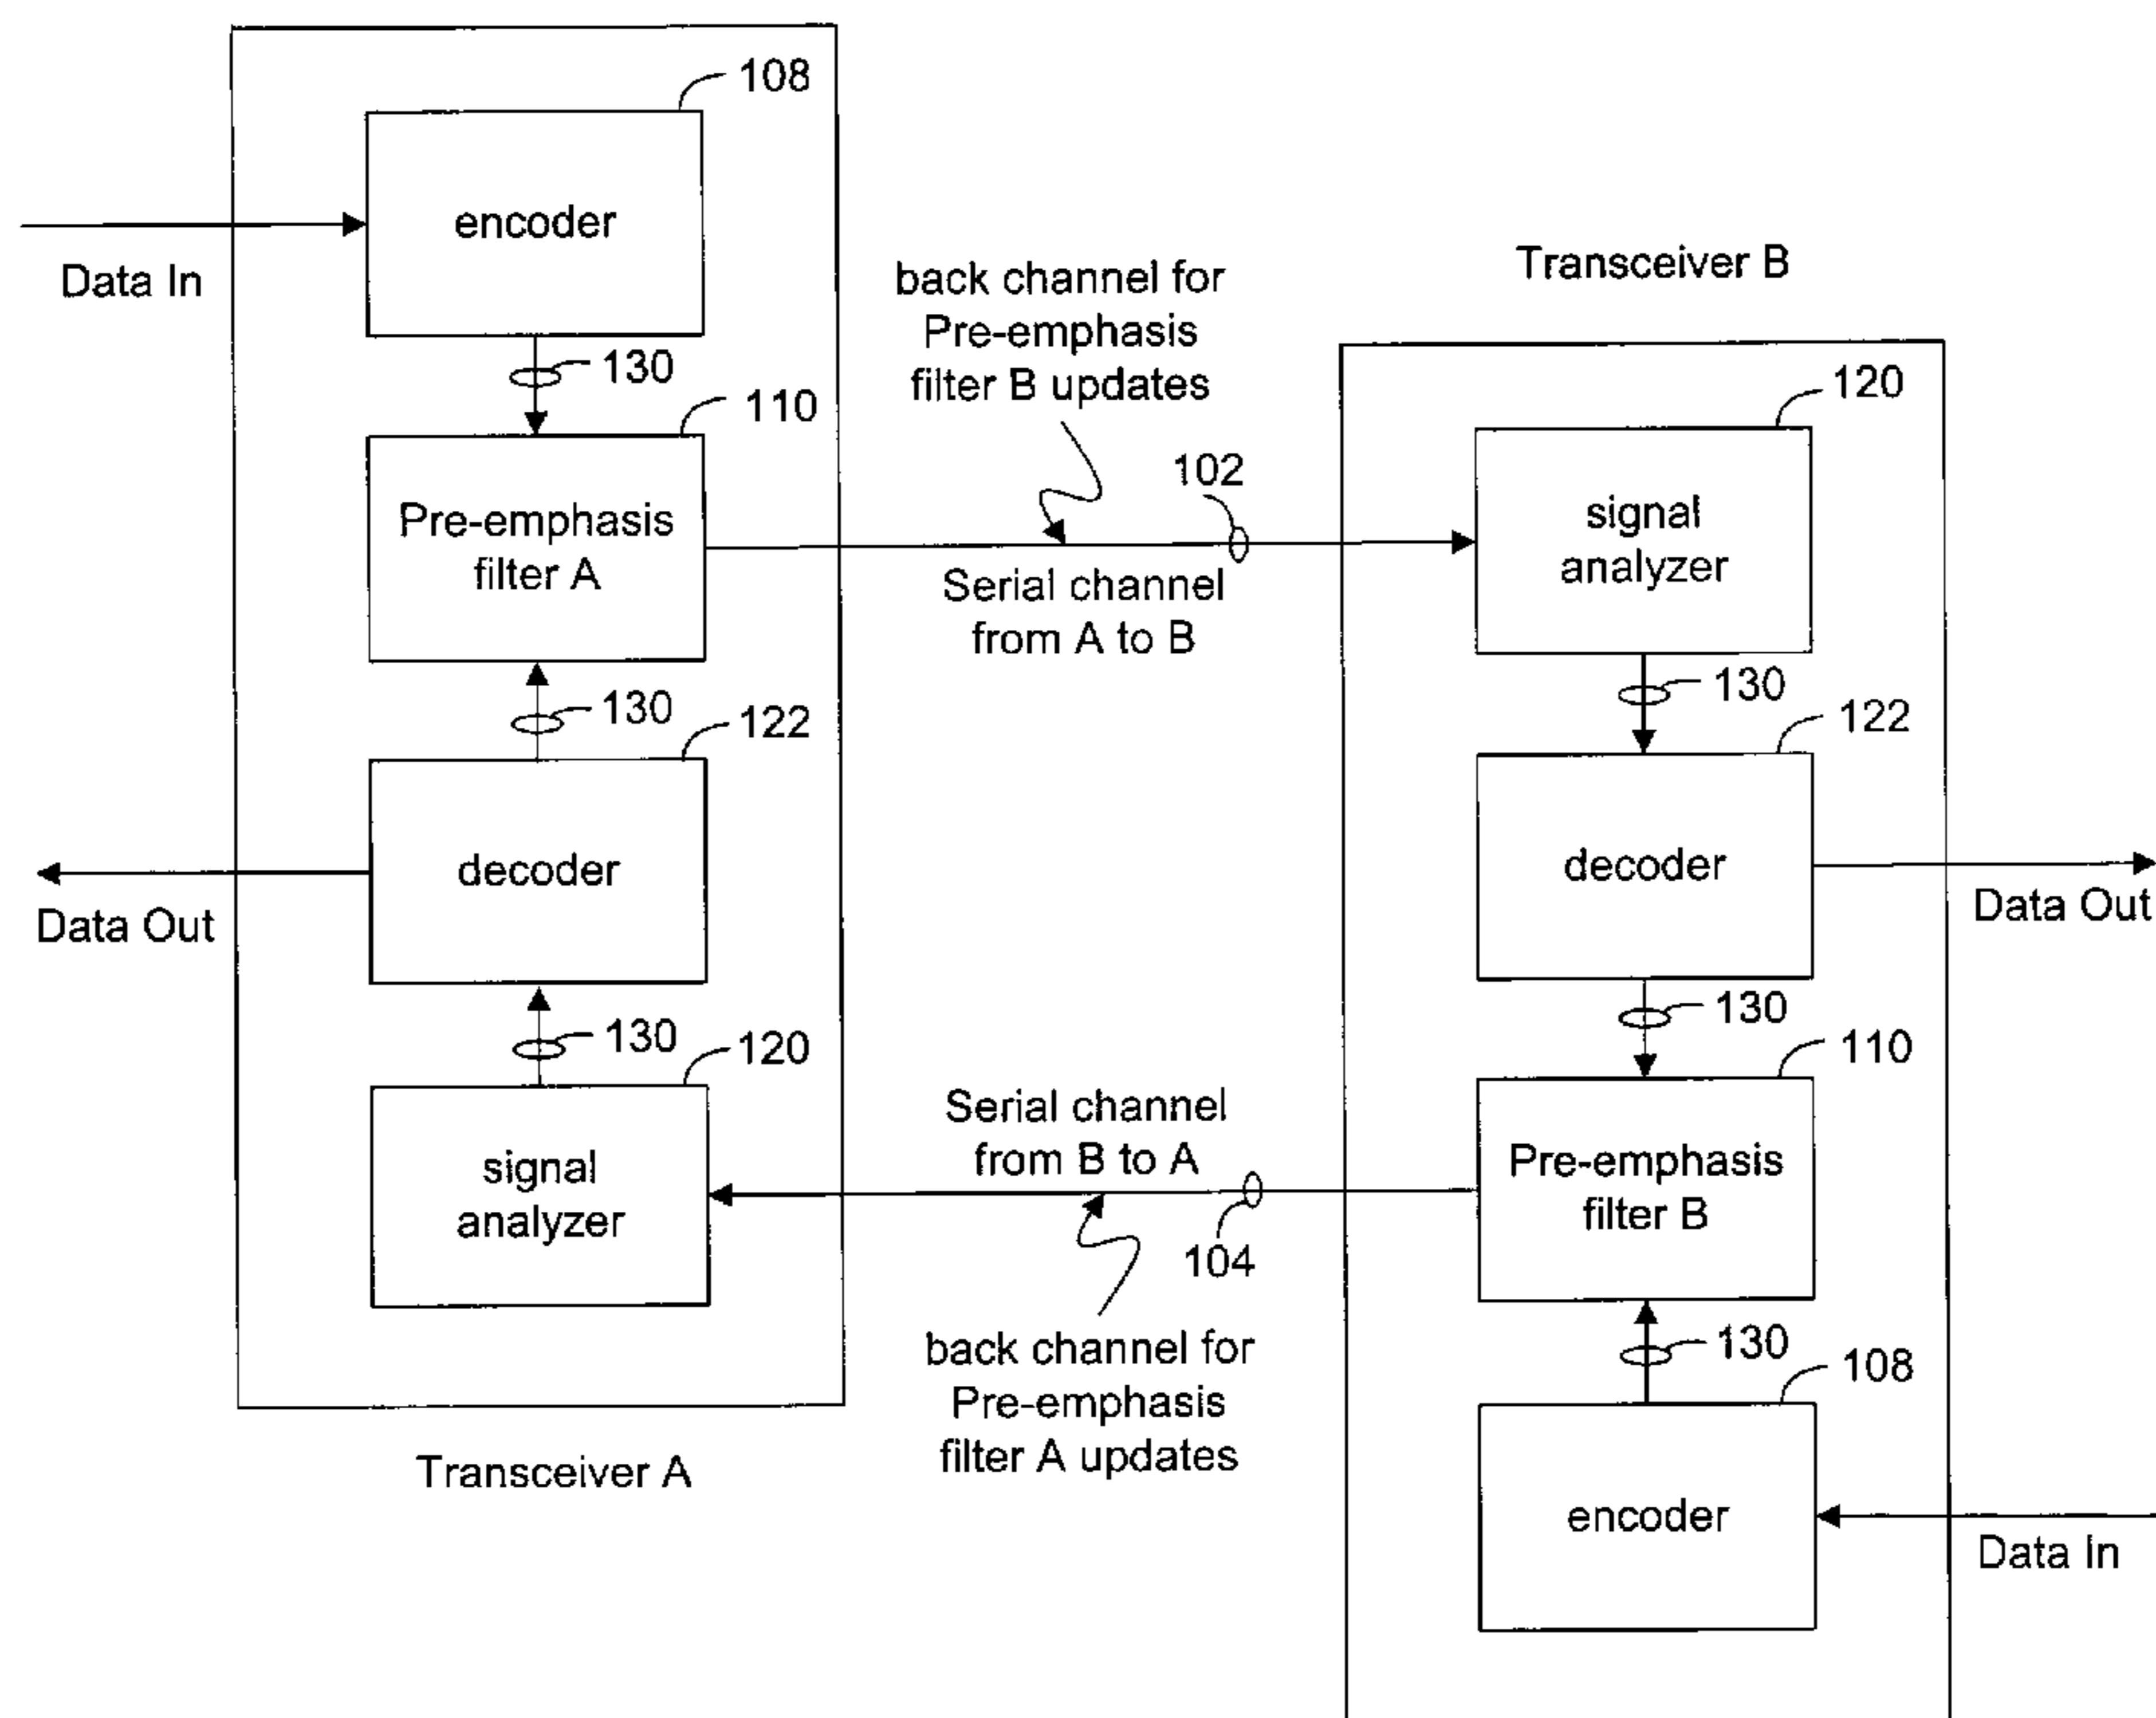 108
encoder
Data In
130
110
Pre-emphasis
filter A
130
122
decoder
Data Out
130
120
signal
analyzer
Transceiver A
back channel for
Pre-emphasis
filter B updates
102
Serial channel
from A to B
Serial channel
from B to A
104
back channel for
Pre-emphasis
filter A updates
Transceiver B
120
signal
analyzer
130
122
decoder
Data Out
130
110
Pre-emphasis
filter B
130
108
encoder
Data In